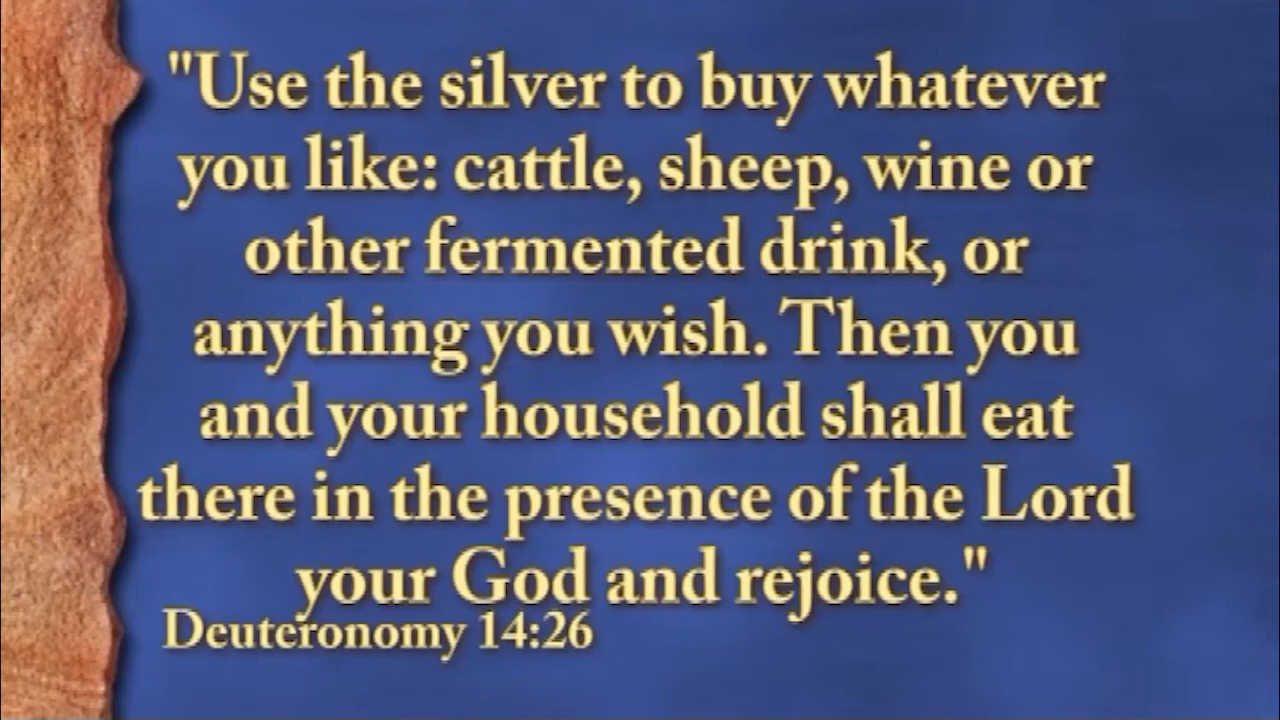 "Use the silver to buy whatever
you like: cattle, sheep, wine or
other fermented drink, or
anything you wish. Then you
and your household shall eat
there in the presence of the Lord
your God and rejoice."
Deuteronomy 14:26